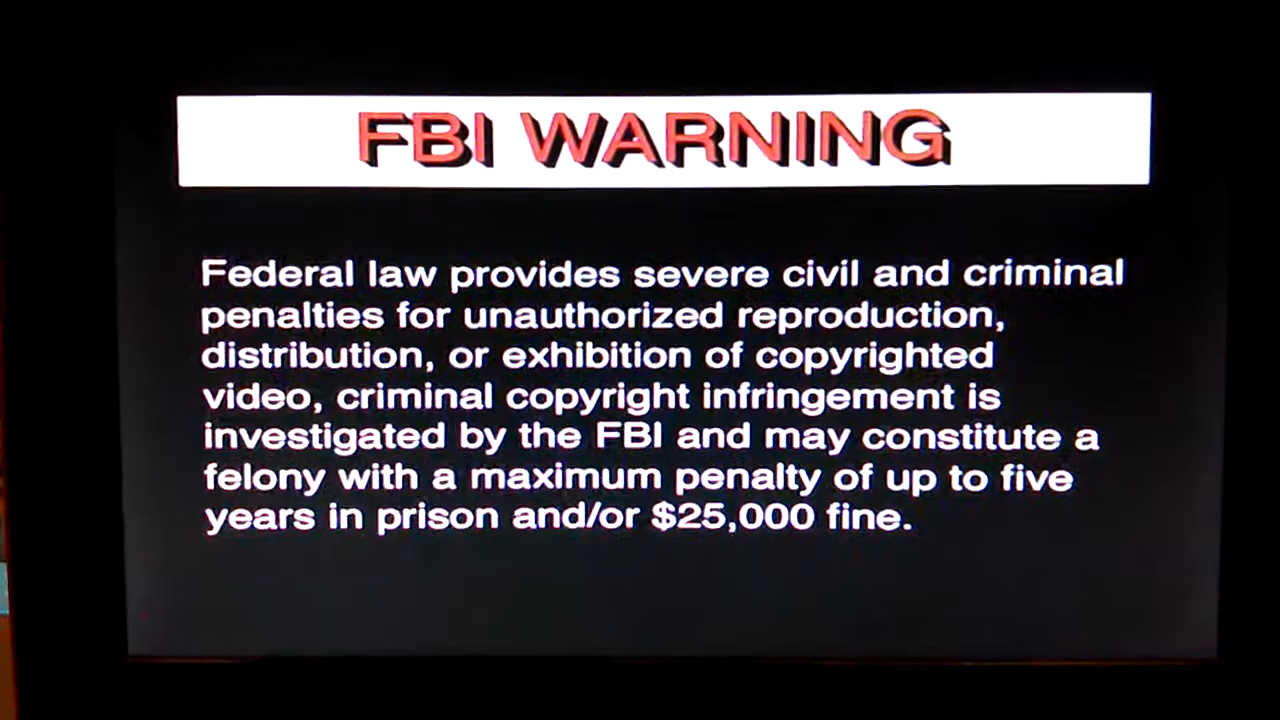 FBI WARNING
Federal law provides severe civil and criminal
penalties for unauthorized reproduction,
distribution, or exhibition of copyrighted
video, criminal copyright infringement is
investigated by the FBI and may constitute a
felony with a maximum penalty of up to five
years in prison and/or $25,000 fine.